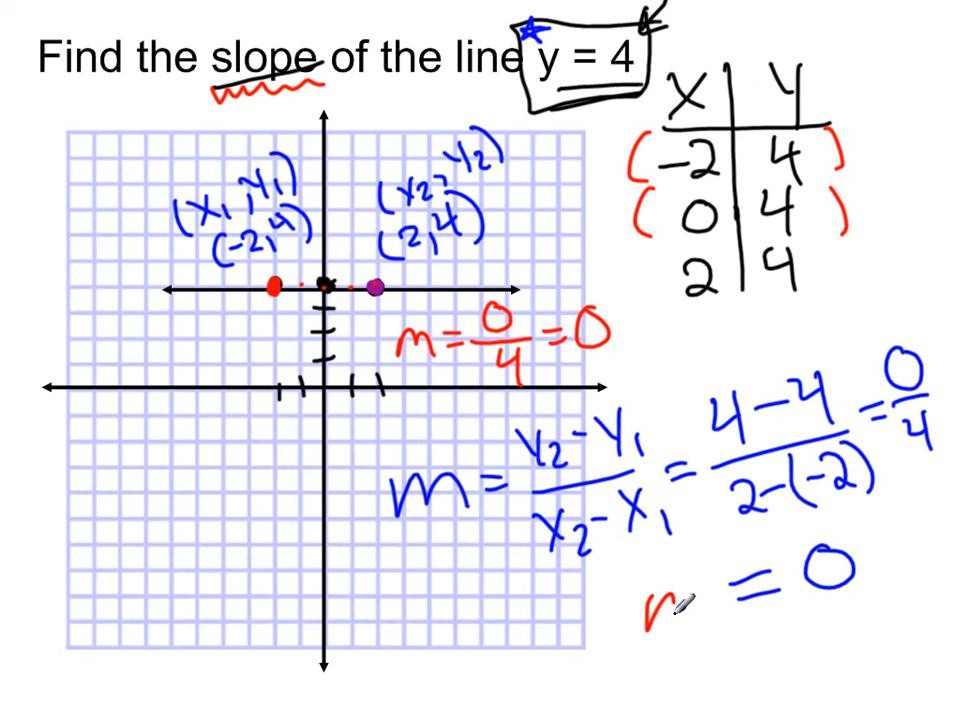 Find the slope of the line y = 4
X Y
(-2 4)
(0 4)
2 4
(x₁, y₁) (x₂, y₂)
(-2, 4) (2, 4)
m = 0/4 = 0
m = y₂ - y₁ / x₂ - x₁ = 4 - 4 / 2 - (-2) = 0/4
= 0